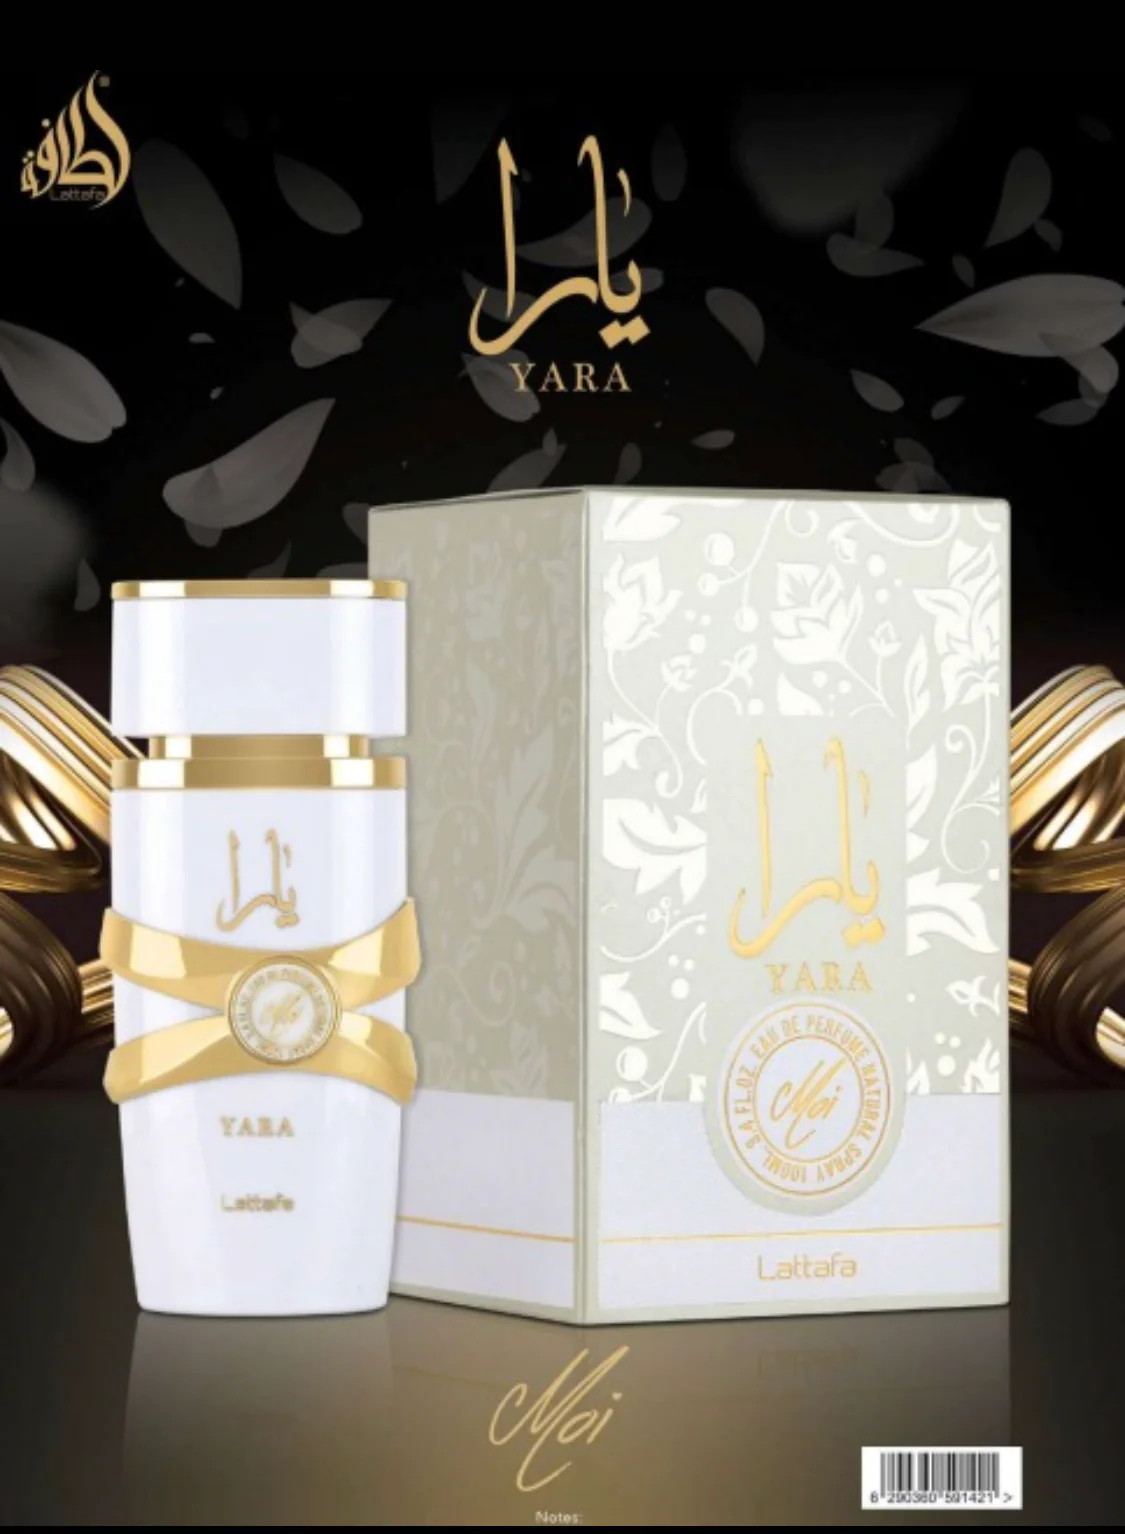 لطافة
Lattafa
يارا
YARA
يارا
YARA
Lattafa
يارا
YARA
EAU DE PERFUME NATURAL SPRAY 100ML. 3.4 FL.OZ.
Moi
Lattafa
Moi
6 290360 591421 >
Notes: